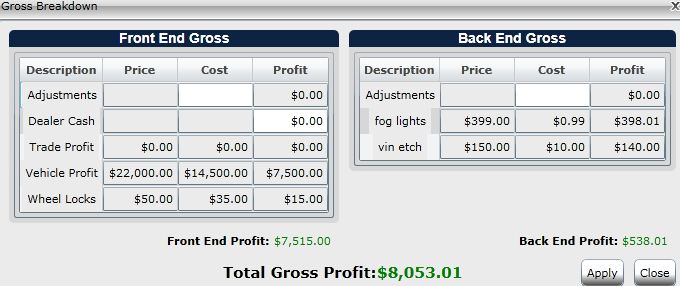 Gross Breakdown X
Front End Gross
Description Price Cost Profit
Adjustments $0.00
Dealer Cash $0.00
Trade Profit $0.00 $0.00 $0.00
Vehicle Profit $22,000.00 $14,500.00 $7,500.00
Wheel Locks $50.00 $35.00 $15.00
Front End Profit: $7,515.00
Back End Gross
Description Price Cost Profit
Adjustments $0.00
fog lights $399.00 $0.99 $398.01
vin etch $150.00 $10.00 $140.00
Back End Profit: $538.01
Total Gross Profit:$8,053.01
Apply Close